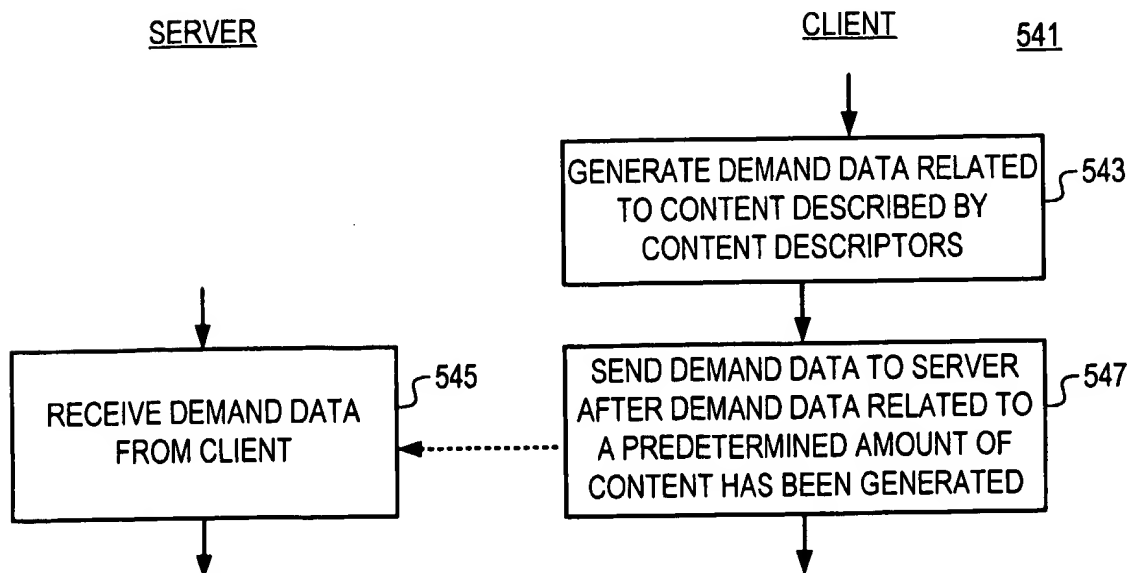 SERVER
CLIENT
541
GENERATE DEMAND DATA RELATED
TO CONTENT DESCRIBED BY
CONTENT DESCRIPTORS
543
RECEIVE DEMAND DATA
FROM CLIENT
545
SEND DEMAND DATA TO SERVER
AFTER DEMAND DATA RELATED TO
A PREDETERMINED AMOUNT OF
CONTENT HAS BEEN GENERATED
547